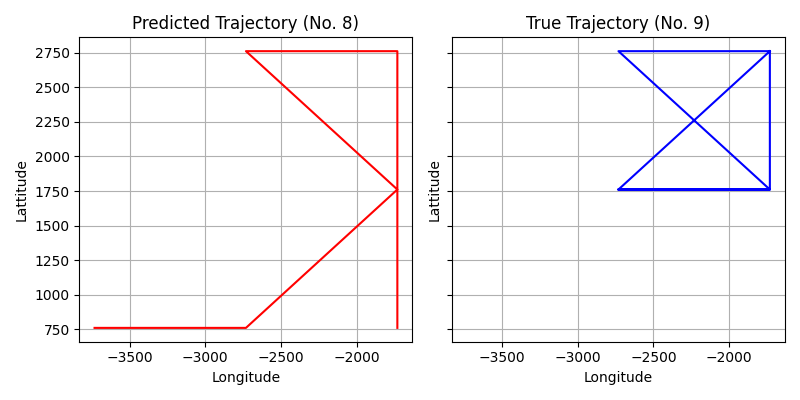 Predicted Trajectory (No. 8)
True Trajectory (No. 9)
2750
2500
2250
2000
1750
1500
1250
1000
750
Lattitude
Lattitude
−3500
−3000
−2500
−2000
−3500
−3000
−2500
−2000
Longitude
Longitude